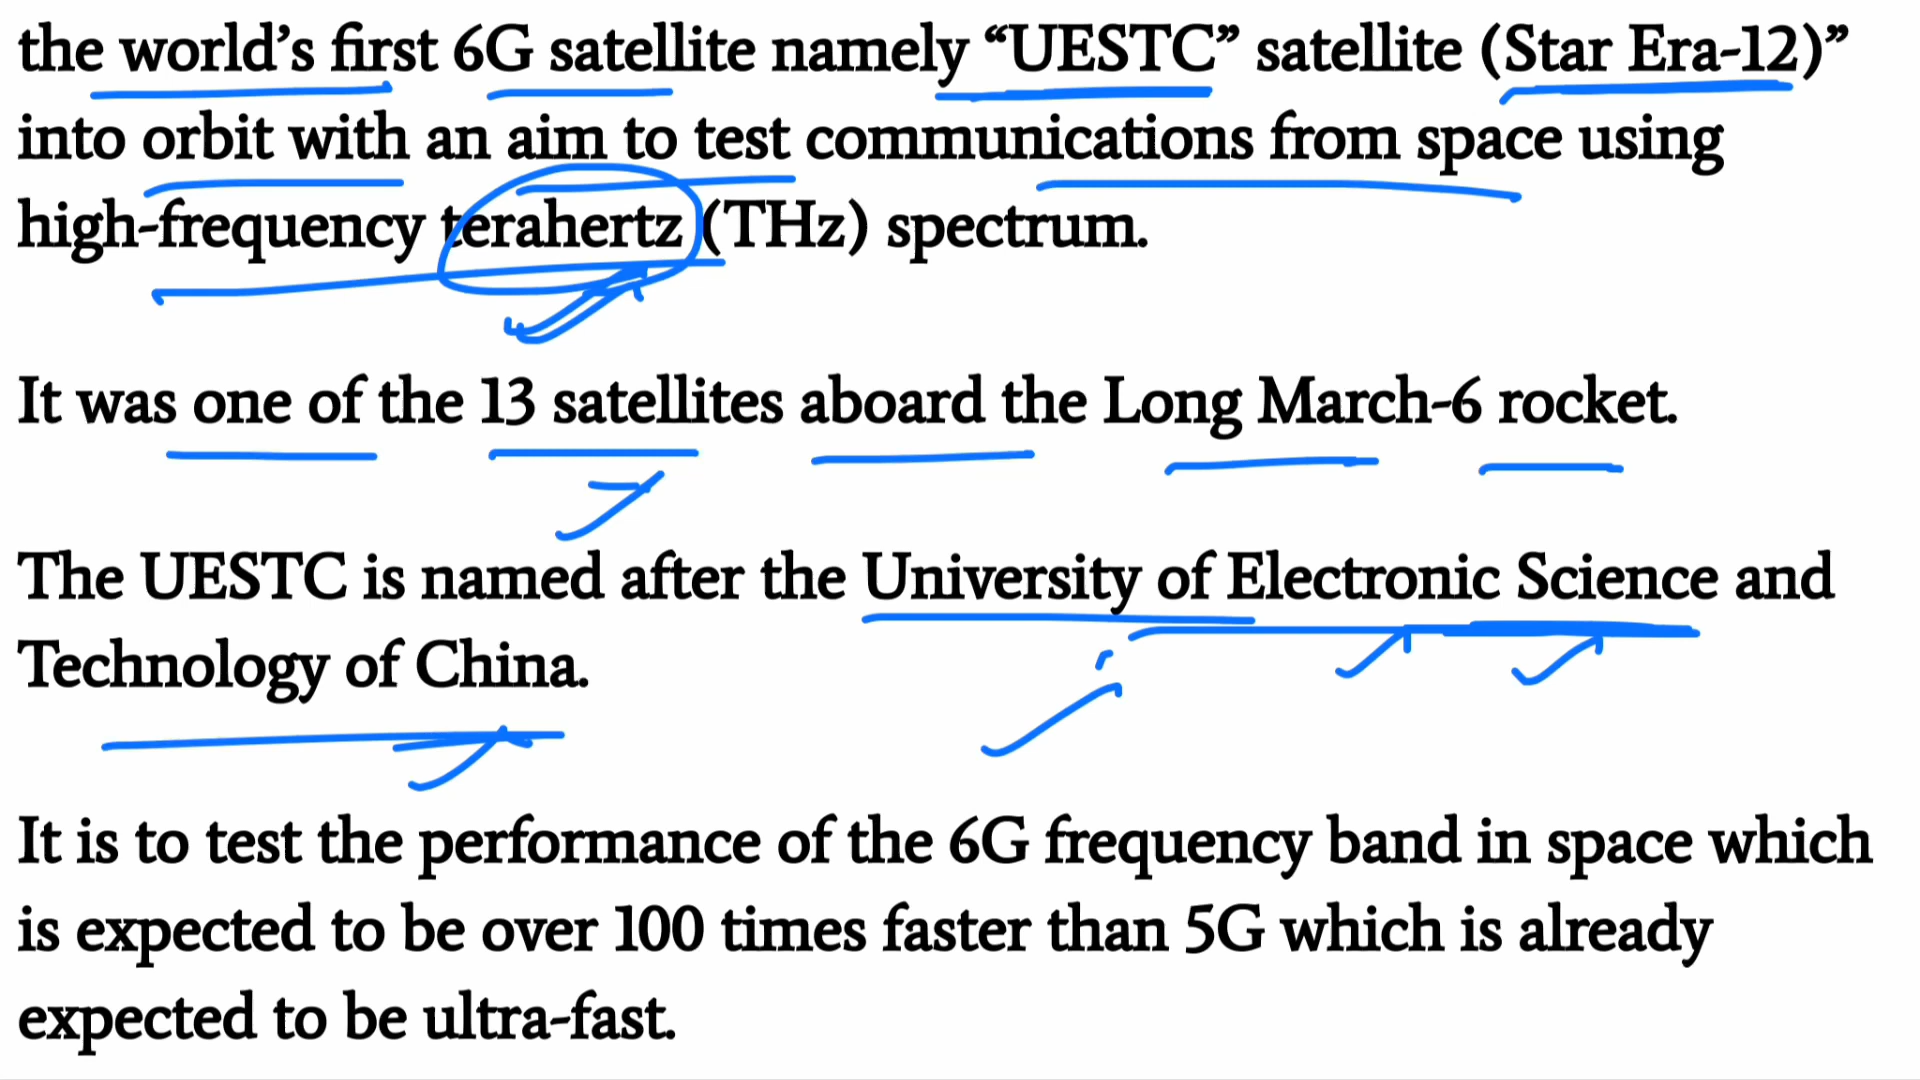 the world’s first 6G satellite namely “UESTC” satellite (Star Era-12)”
into orbit with an aim to test communications from space using
high-frequency terahertz (THz) spectrum.
It was one of the 13 satellites aboard the Long March-6 rocket.
The UESTC is named after the University of Electronic Science and
Technology of China.
It is to test the performance of the 6G frequency band in space which
is expected to be over 100 times faster than 5G which is already
expected to be ultra-fast.